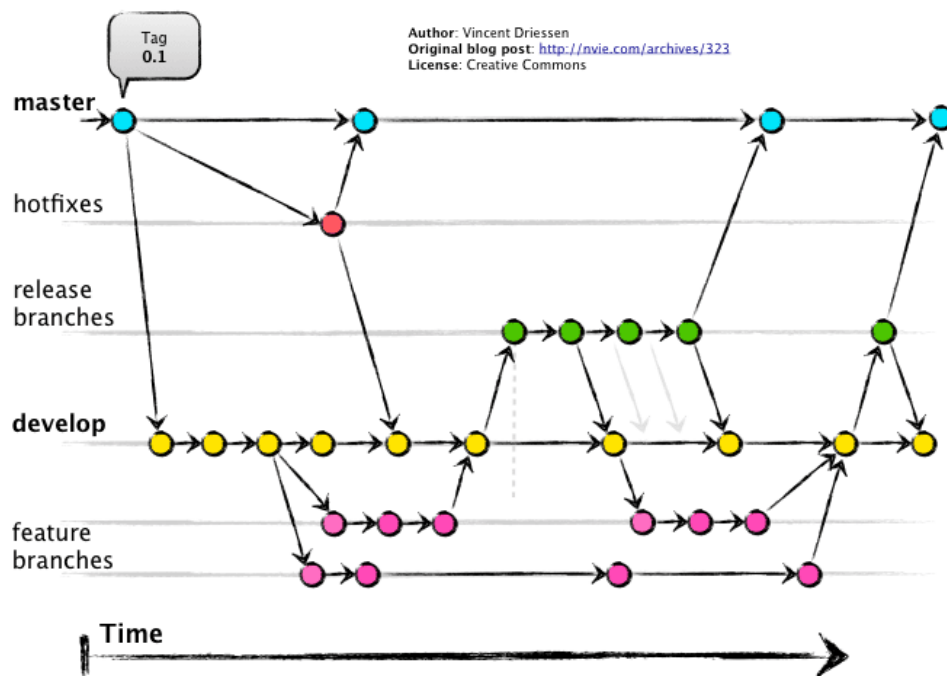 Tag
0.1
Author: Vincent Driessen
Original blog post: http://nvie.com/archives/323
License: Creative Commons
master
hotfixes
release
branches
develop
feature
branches
Time